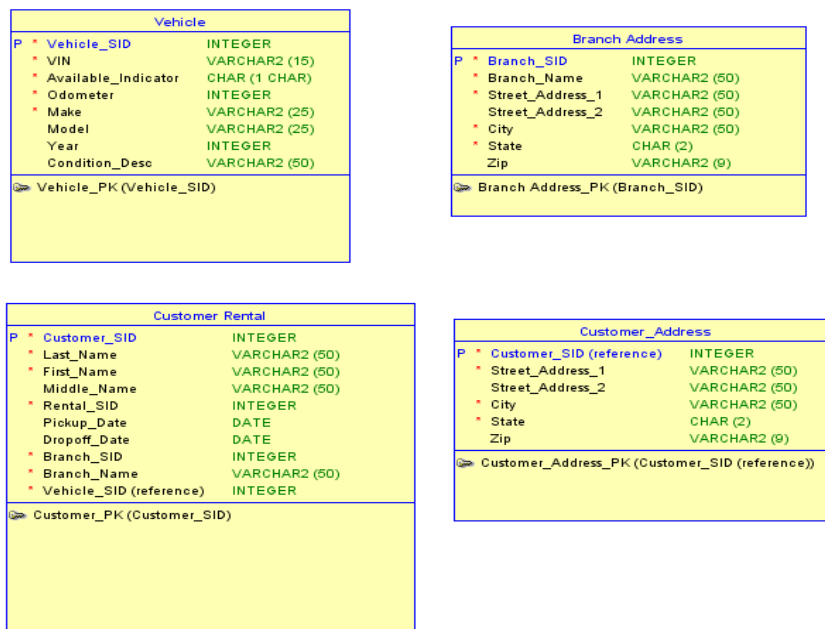 Vehicle
P * Vehicle_SID INTEGER
* VIN VARCHAR2 (15)
* Available_Indicator CHAR (1 CHAR)
* Odometer INTEGER
* Make VARCHAR2 (25)
Model VARCHAR2 (25)
Year INTEGER
Condition_Desc VARCHAR2 (50)
Vehicle_PK (Vehicle_SID)
Branch Address
P * Branch_SID INTEGER
* Branch_Name VARCHAR2 (50)
* Street_Address_1 VARCHAR2 (50)
Street_Address_2 VARCHAR2 (50)
* City VARCHAR2 (50)
* State CHAR (2)
Zip VARCHAR2 (9)
Branch Address_PK (Branch_SID)
Customer Rental
P * Customer_SID INTEGER
* Last_Name VARCHAR2 (50)
* First_Name VARCHAR2 (50)
Middle_Name VARCHAR2 (50)
* Rental_SID INTEGER
Pickup_Date DATE
Dropoff_Date DATE
* Branch_SID INTEGER
* Branch_Name VARCHAR2 (50)
* Vehicle_SID (reference) INTEGER
Customer_PK (Customer_SID)
Customer_Address
P * Customer_SID (reference) INTEGER
* Street_Address_1 VARCHAR2 (50)
Street_Address_2 VARCHAR2 (50)
* City VARCHAR2 (50)
* State CHAR (2)
Zip VARCHAR2 (9)
Customer_Address_PK (Customer_SID (reference))